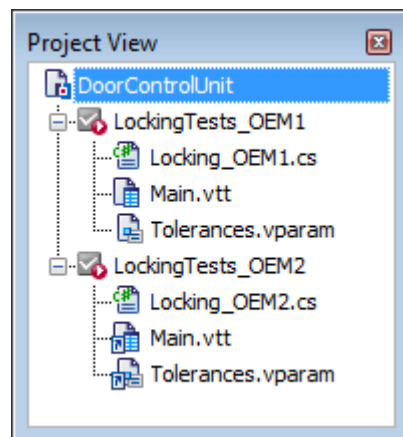 Project View
DoorControlUnit
LockingTests_OEM1
Locking_OEM1.cs
Main.vtt
Tolerances.vparam
LockingTests_OEM2
Locking_OEM2.cs
Main.vtt
Tolerances.vparam